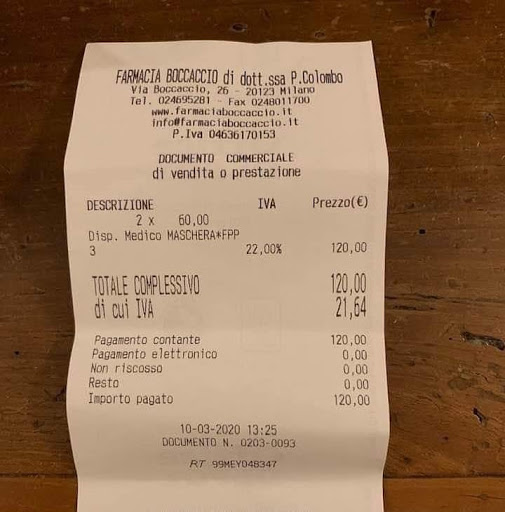 FARMACIA BOCCACCIO di dott.ssa P.Colombo
Via Boccaccio, 26 - 20123 Milano
Tel. 024695281 - Fax 0248011700
www.farmaciaboccaccio.it
info@farmaciaboccaccio.it
P.Iva 04636170153
DOCUMENTO COMMERCIALE
di vendita o prestazione
DESCRIZIONE IVA Prezzo(€)
2 x 60,00
Disp. Medico MASCHERA*FPP
3 22,00% 120,00
TOTALE COMPLESSIVO 120,00
di cui IVA 21,64
Pagamento contante 120,00
Pagamento elettronico 0,00
Non riscosso 0,00
Resto 0,00
Importo pagato 120,00
10-03-2020 13:25
DOCUMENTO N. 0203-0093
RT 99MEY048347